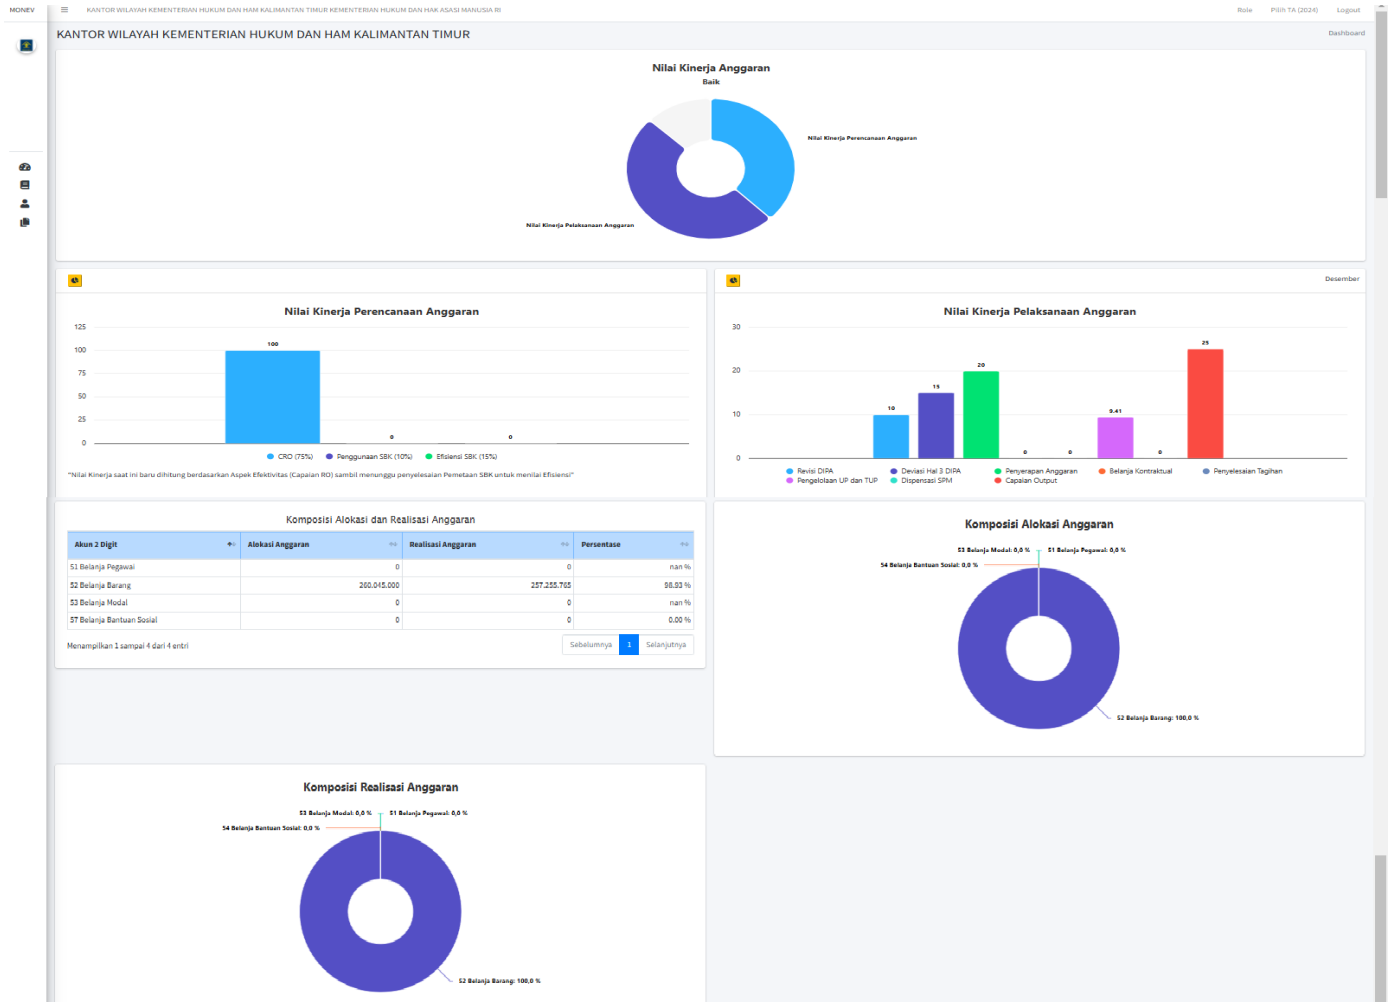 MONEV
KANTOR WILAYAH KEMENTERIAN HUKUM DAN HAM KALIMANTAN TIMUR KEMENTERIAN HUKUM DAN HAK ASASI MANUSIA RI
Role Pilih TA (2024) Logout
KANTOR WILAYAH KEMENTERIAN HUKUM DAN HAM KALIMANTAN TIMUR
Dashboard
Nilai Kinerja Anggaran
Baik
Nilai Kinerja Perencanaan Anggaran
Nilai Kinerja Pelaksanaan Anggaran
Nilai Kinerja Perencanaan Anggaran
125
100
75
50
25
0
100
0
0
CRO (75%) Penggunaan SBK (10%) Efisiensi SBK (15%)
"Nilai Kinerja saat ini baru dihitung berdasarkan Aspek Efektivitas (Capaian RO) sambil menunggu penyelesaian Pemetaan SBK untuk menilai Efisiensi"
Desember
Nilai Kinerja Pelaksanaan Anggaran
30
20
10
0
10
15
20
0
0
9.41
0
25
Revisi DIPA Deviasi Hal 3 DIPA Penyerapan Anggaran Belanja Kontraktual Penyelesaian Tagihan
Pengelolaan UP dan TUP Dispensasi SPM Capaian Output
Komposisi Alokasi dan Realisasi Anggaran
Akun 2 Digit Alokasi Anggaran Realisasi Anggaran Persentase
51 Belanja Pegawai 0 0 nan %
52 Belanja Barang 260.045.000 257.255.765 98.93 %
53 Belanja Modal 0 0 nan %
57 Belanja Bantuan Sosial 0 0 0.00 %
Menampilkan 1 sampai 4 dari 4 entri
Sebelumnya 1 Selanjutnya
Komposisi Alokasi Anggaran
53 Belanja Modal: 0,0 % 51 Belanja Pegawai: 0,0 %
54 Belanja Bantuan Sosial: 0,0 %
52 Belanja Barang: 100,0 %
Komposisi Realisasi Anggaran
53 Belanja Modal: 0,0 % 51 Belanja Pegawai: 0,0 %
54 Belanja Bantuan Sosial: 0,0 %
52 Belanja Barang: 100,0 %